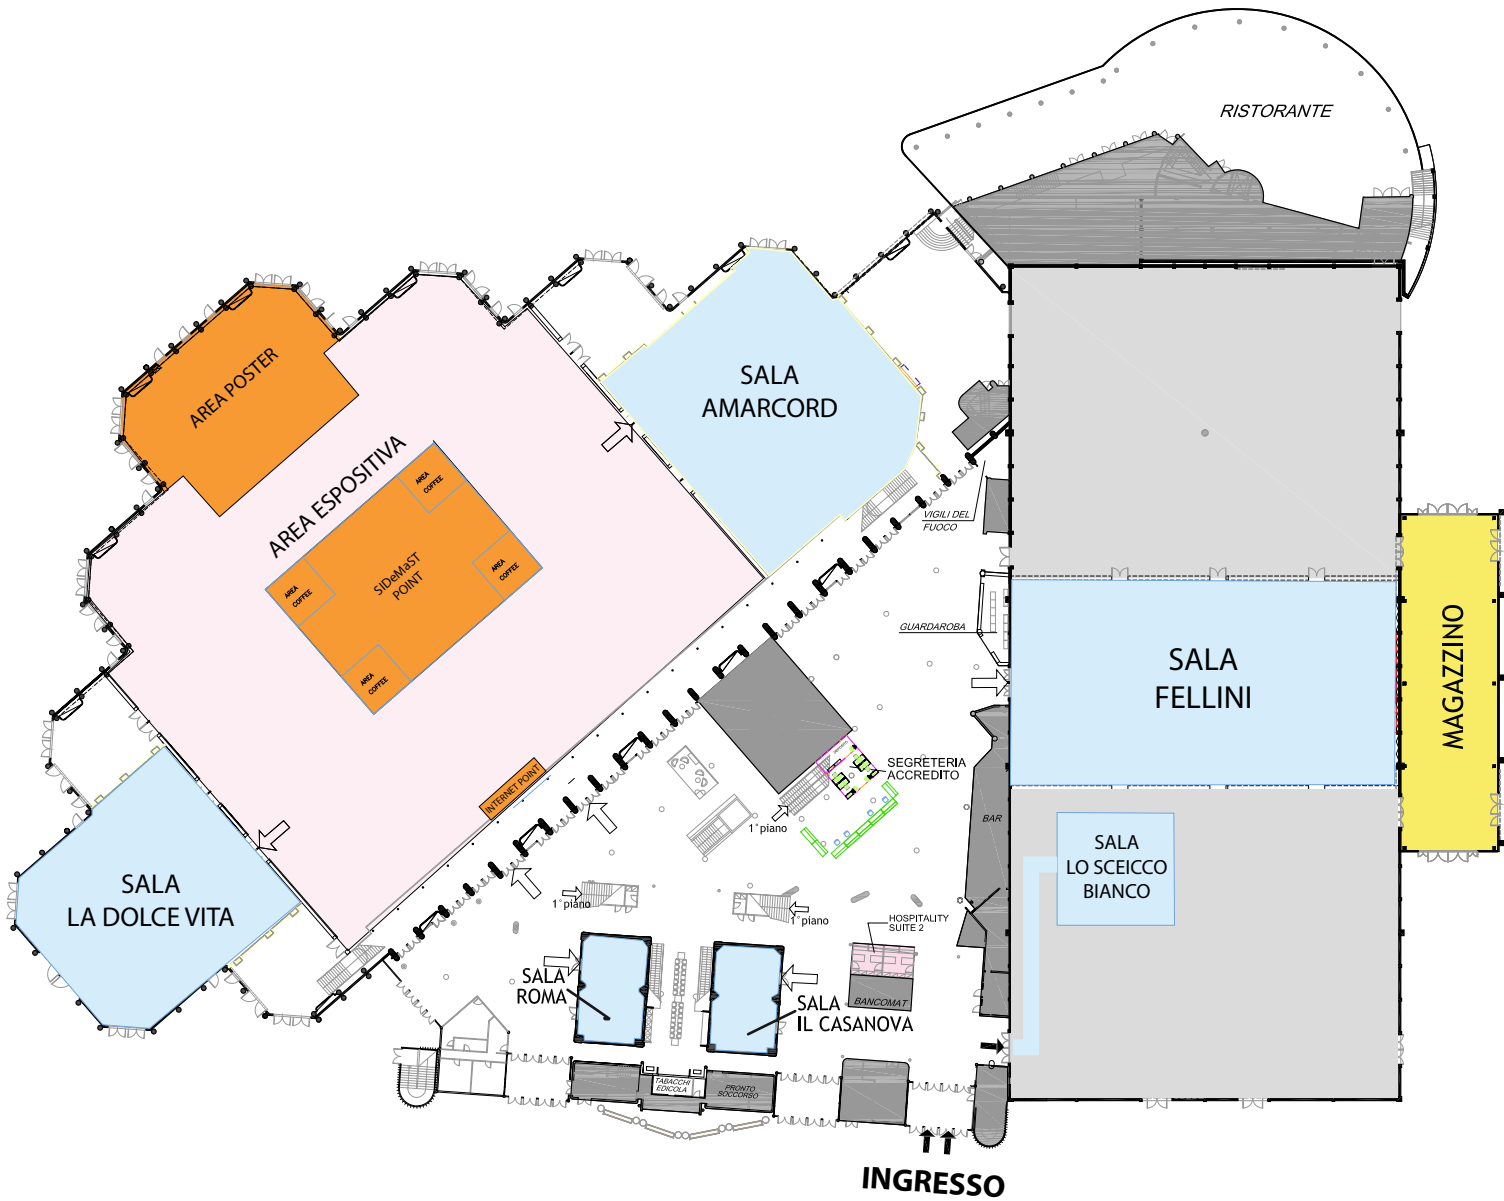 RISTORANTE
AREA POSTER
SALA
AMARCORD
AREA ESPOSITIVA
AREA
COFFEE
VIGILI DEL
FUOCO
SIDeMaST
POINT
AREA
COFFEE
AREA
COFFEE
AREA
COFFEE
GUARDAROBA
SALA
FELLINI
MAGAZZINO
INTERNET POINT
SEGRETERIA
ACCREDITO
1°piano
BAR
SALA
LO SCEICCO
BIANCO
SALA
LA DOLCE VITA
1°piano
1°piano
HOSPITALITY
SUITE 2
SALA
ROMA
BANCOMAT
SALA
IL CASANOVA
TABACCHI
EDICOLA
PRONTO
SOCCORSO
INGRESSO